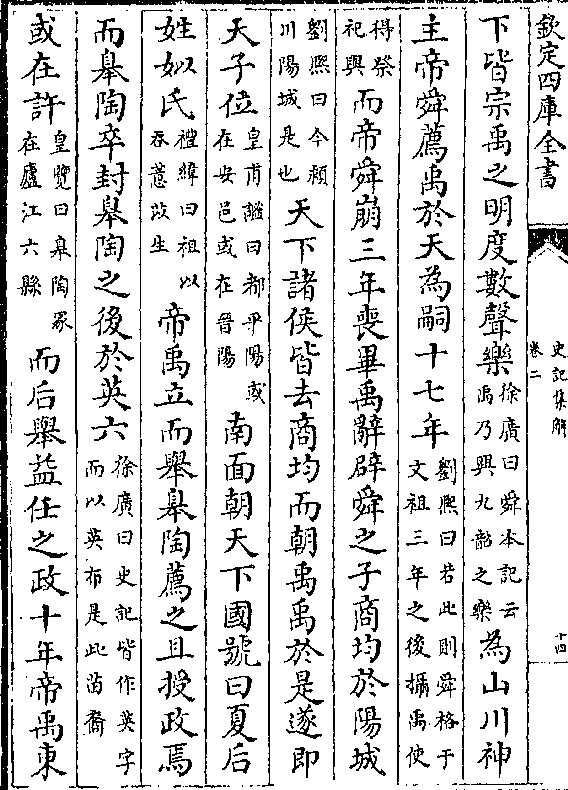 欽定四庫全書
史記集解
卷二
十四
下皆宗禹之明度數聲樂徐廣曰舜本記云禹乃興九韶之樂為山川神
主帝舜薦禹於天為嗣十七年劉熙曰若此則舜格于文祖三年之後攝禹使
得祭祀與而帝舜崩三年喪畢禹辭辟舜之子商均於陽城
劉熙曰今潁川陽城是也天下諸侯皆去商均而朝禹禹於是遂即
天子位皇甫謐曰都平陽或在安邑或在晉陽南面朝天下國號曰夏后
姓姒氏禮緯曰祖以吞薏苡生帝禹立而舉臯陶薦之且授政焉
而臯陶卒封臯陶之後於英六徐廣曰史記皆作英字而以英布是此苗裔
或在許皇覽曰臯陶冢在廬江六縣而后舉益任之政十年帝禹東